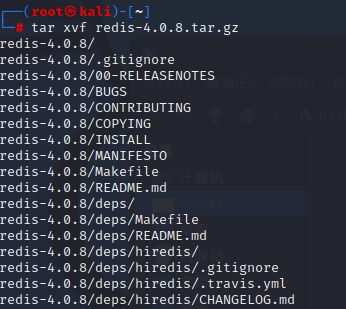 ┌──(root㉿kali)-[~]
└─# tar xvf redis-4.0.8.tar.gz
redis-4.0.8/
redis-4.0.8/.gitignore
redis-4.0.8/00-RELEASENOTES
redis-4.0.8/BUGS
redis-4.0.8/CONTRIBUTING
redis-4.0.8/COPYING
redis-4.0.8/INSTALL
redis-4.0.8/MANIFESTO
redis-4.0.8/Makefile
redis-4.0.8/README.md
redis-4.0.8/deps/
redis-4.0.8/deps/Makefile
redis-4.0.8/deps/README.md
redis-4.0.8/deps/hiredis/
redis-4.0.8/deps/hiredis/.gitignore
redis-4.0.8/deps/hiredis/.travis.yml
redis-4.0.8/deps/hiredis/CHANGELOG.md